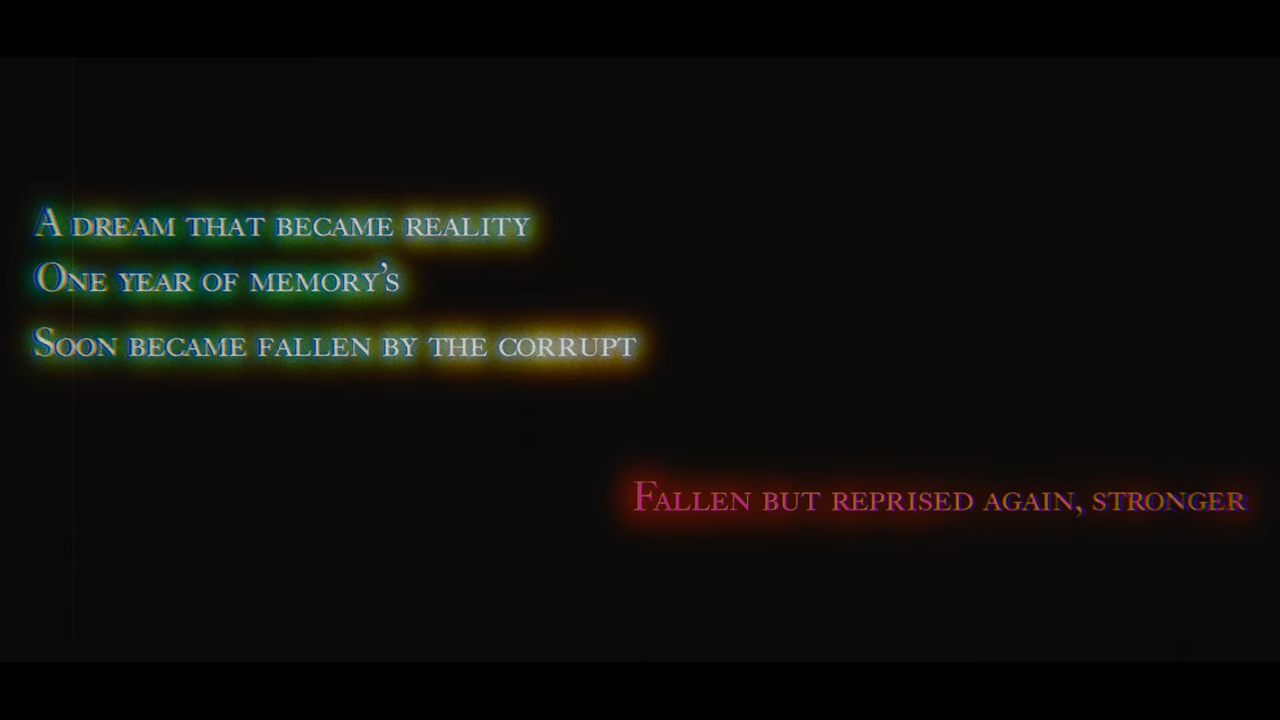 A dream that became reality
One year of memory's
Soon became fallen by the corrupt
Fallen but reprised again, stronger